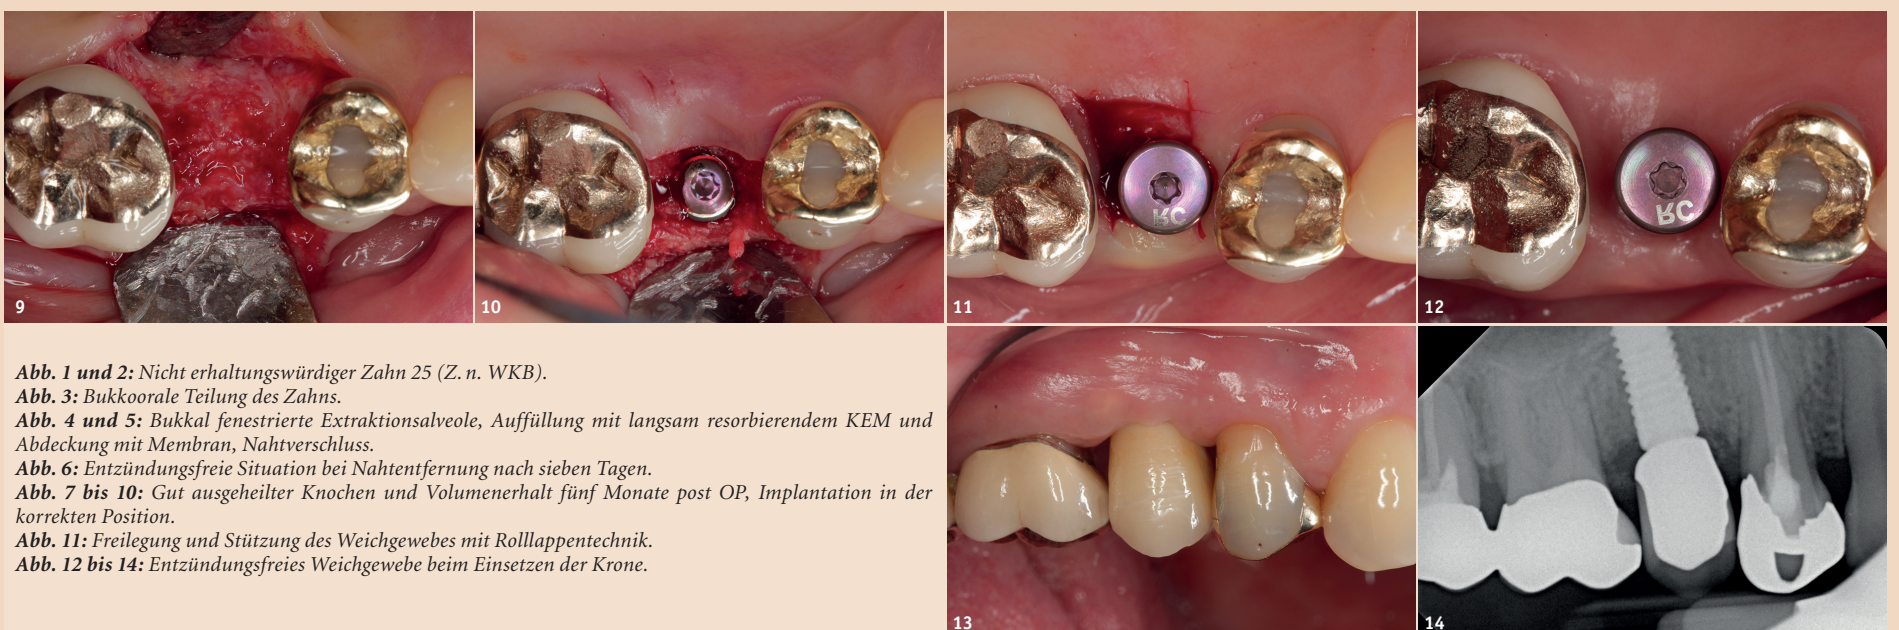 9
10
11
RC
12
RC
Abb. 1 und 2: Nicht erhaltungswürdiger Zahn 25 (Z. n. WKB).
Abb. 3: Bukkoorale Teilung des Zahns.
Abb. 4 und 5: Bukkal fenestrierte Extraktionsalveole, Auffüllung mit langsam resorbierendem KEM und
Abdeckung mit Membran, Nahtverschluss.
Abb. 6: Entzündungsfreie Situation bei Nahtentfernung nach sieben Tagen.
Abb. 7 bis 10: Gut ausgeheilter Knochen und Volumenerhalt fünf Monate post OP, Implantation in der
korrekten Position.
Abb. 11: Freilegung und Stützung des Weichgewebes mit Rolllappentechnik.
Abb. 12 bis 14: Entzündungsfreies Weichgewebe beim Einsetzen der Krone.
13
14